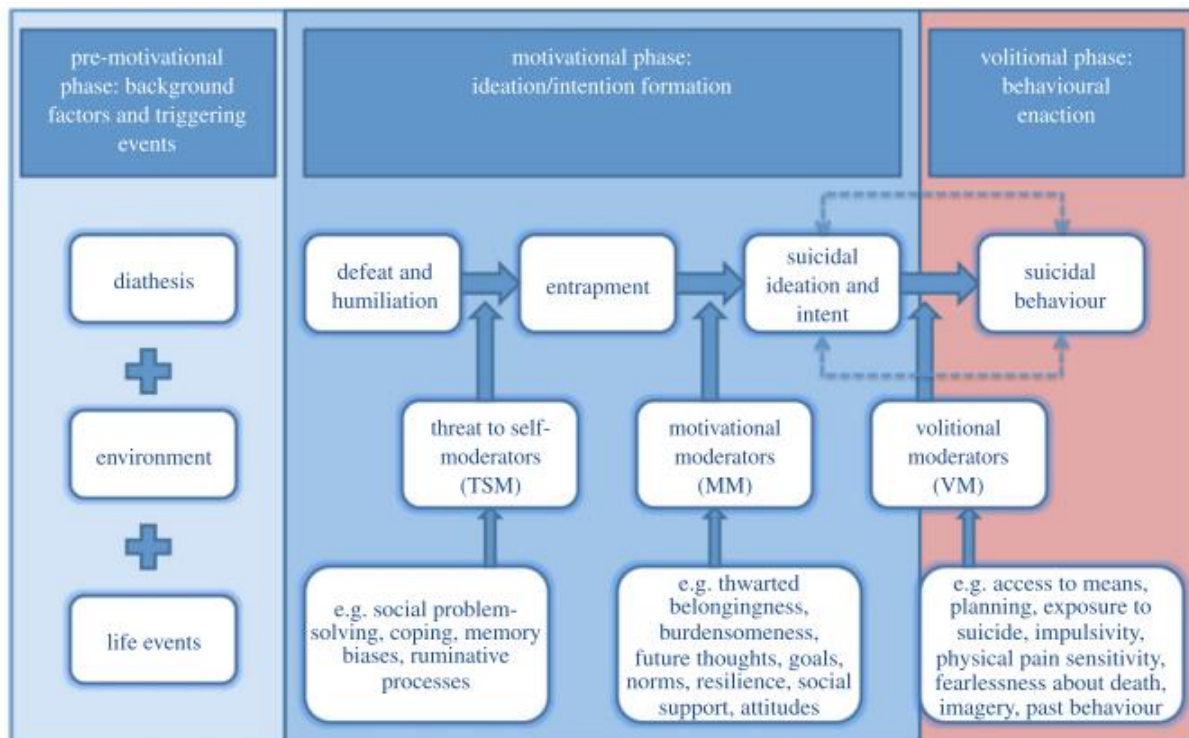 pre-motivational
phase: background
factors and triggering
events
motivational phase:
ideation/intention formation
volitional phase:
behavioural
enaction
diathesis
environment
life events
defeat and
humiliation
entrapment
suicidal
ideation and
intent
suicidal
behaviour
threat to self-
moderators
(TSM)
motivational
moderators
(MM)
volitional
moderators
(VM)
e.g. social problem-
solving, coping, memory
biases, ruminative
processes
e.g. thwarted
belongingness,
burdensomeness,
future thoughts, goals,
norms, resilience, social
support, attitudes
e.g. access to means,
planning, exposure to
suicide, impulsivity,
physical pain sensitivity,
fearlessness about death,
imagery, past behaviour